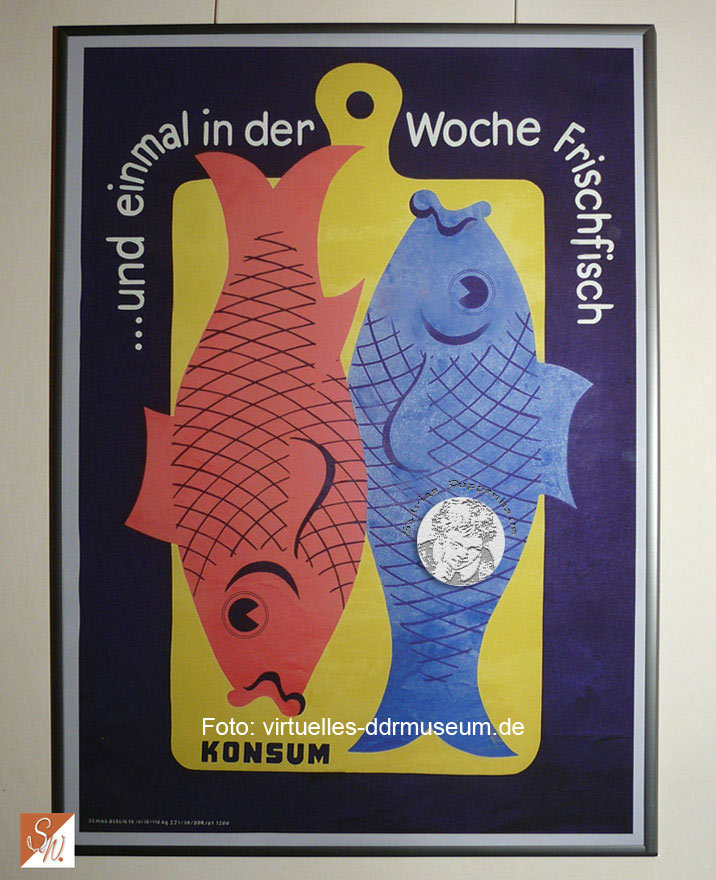 ...und einmal in der Woche Frischfisch
Foto: virtuelles-ddrmuseum.de
KONSUM
S.W.